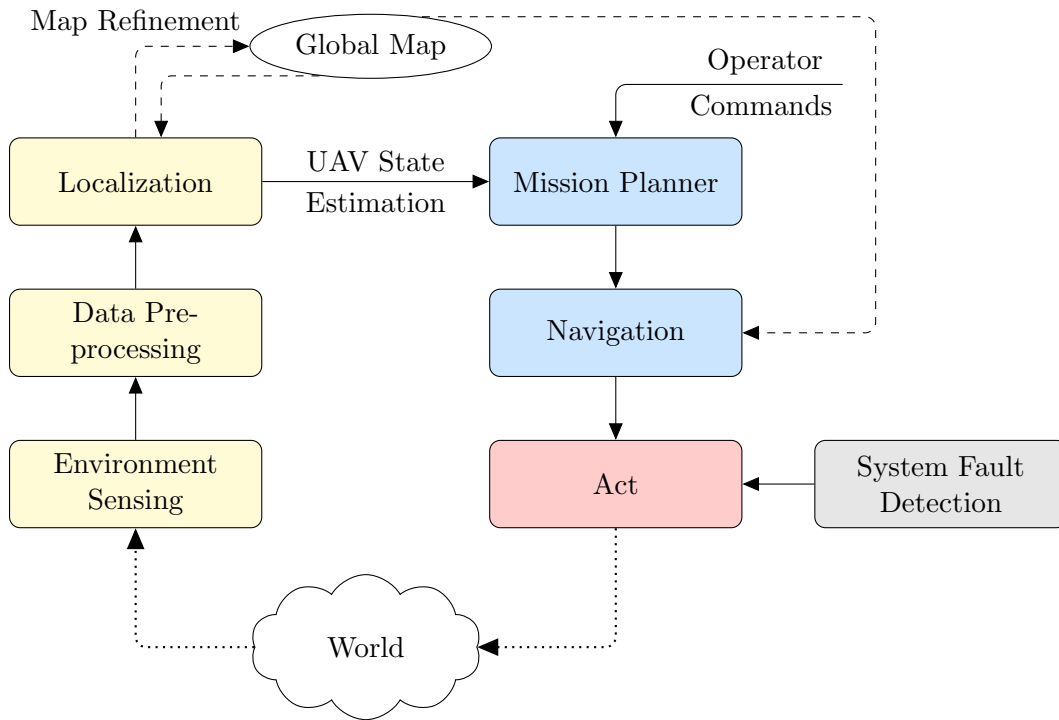 Map Refinement
Global Map
Operator
Commands
Localization
UAV State
Estimation
Mission Planner
Data Pre-
processing
Navigation
Environment
Sensing
Act
System Fault
Detection
World